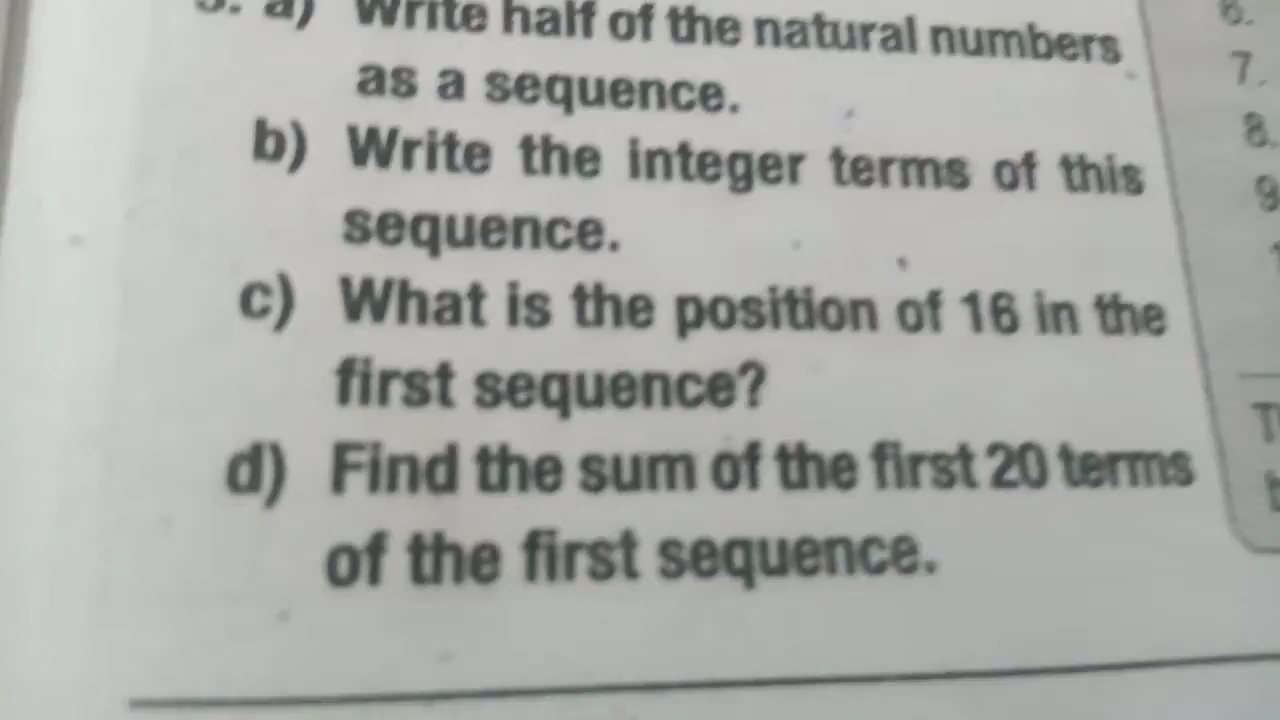 a) Write half of the natural numbers
as a sequence.
b) Write the integer terms of this
sequence.
c) What is the position of 16 in the
first sequence?
d) Find the sum of the first 20 terms
of the first sequence.
7.
8.
9